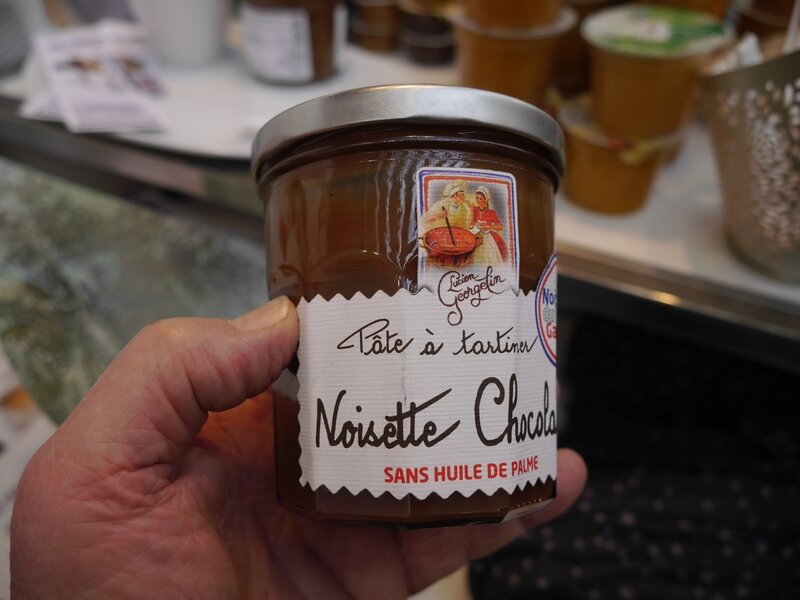 Lucien
Georgelin
Pâte à tartiner
Noisette Chocola
SANS HUILE DE PALME